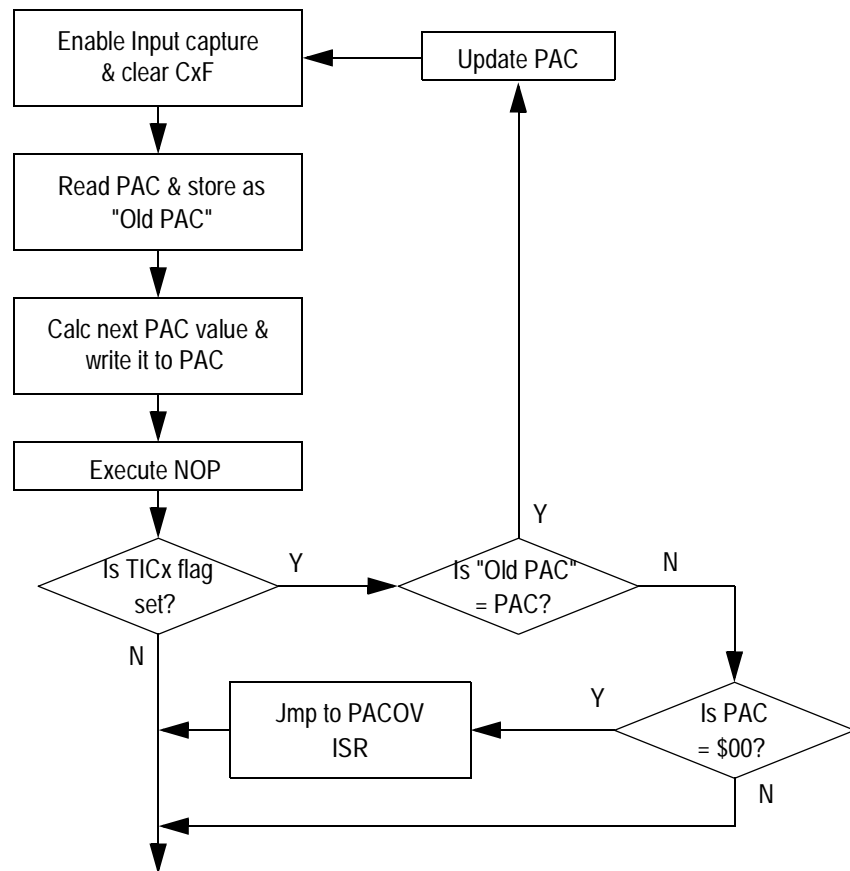 Enable Input capture
& clear CxF
Update PAC
Read PAC & store as
"Old PAC"
Calc next PAC value &
write it to PAC
Execute NOP
Is TICx flag
set?
Y
N
Is "Old PAC"
= PAC?
Y
N
Jmp to PACOV
ISR
Y
Is PAC
= $00?
N